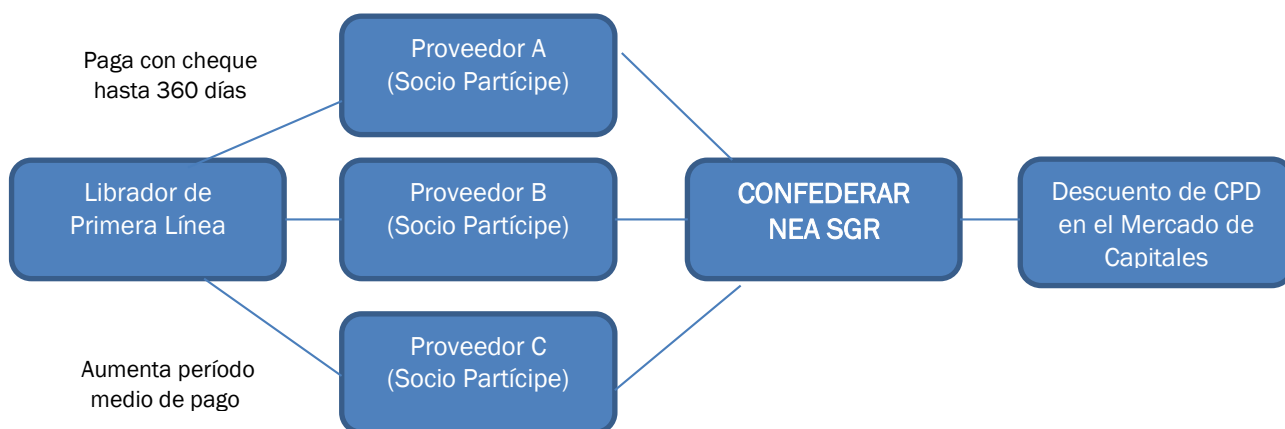 Paga con cheque
hasta 360 días
Librador de
Primera Línea
Aumenta período
medio de pago
Proveedor A
(Socio Partícipe)
Proveedor B
(Socio Partícipe)
Proveedor C
(Socio Partícipe)
CONFEDERAR
NEA SGR
Descuento de CPD
en el Mercado de
Capitales